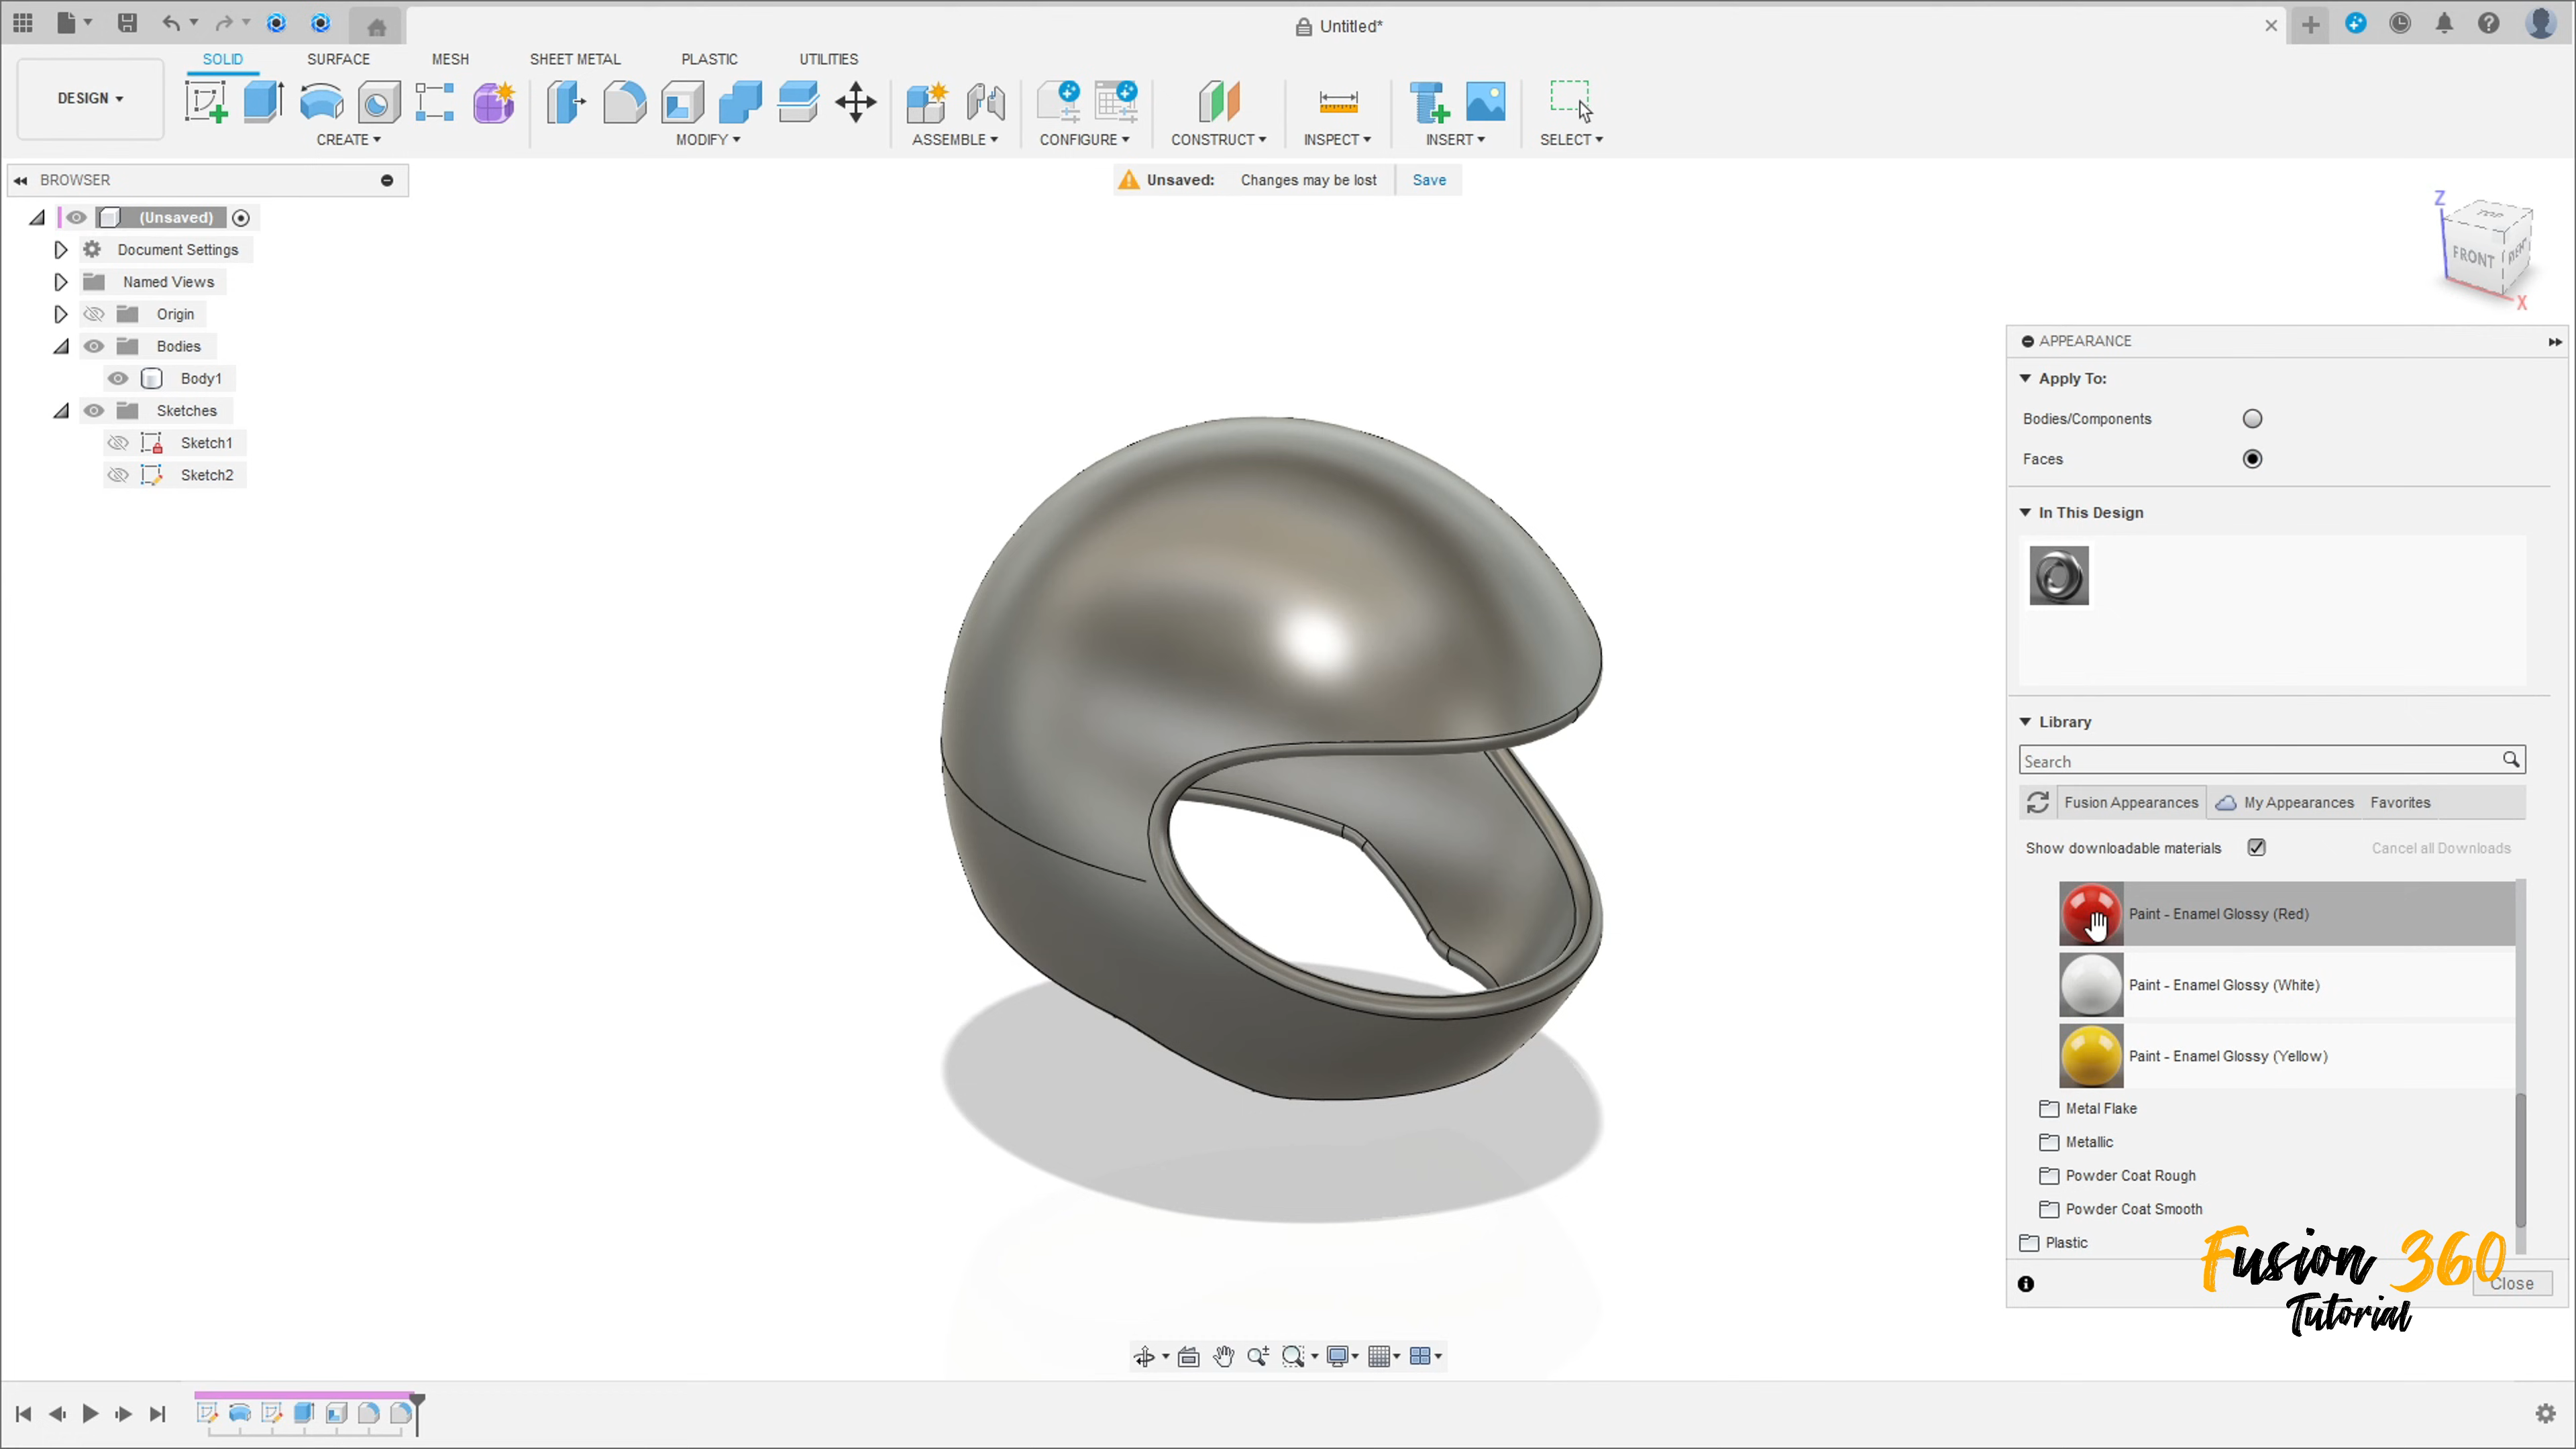 Untitled*
SOLID SURFACE MESH SHEET METAL PLASTIC UTILITIES
DESIGN
CREATE MODIFY ASSEMBLE CONFIGURE CONSTRUCT INSPECT INSERT SELECT
BROWSER
Unsaved: Changes may be lost Save
(Unsaved)
Document Settings
Named Views
Origin
Bodies
Body1
Sketches
Sketch1
Sketch2
Z
TOP
FRONT
RIGHT
X
APPEARANCE
Apply To:
Bodies/Components
Faces
In This Design
Library
Search
Fusion Appearances My Appearances Favorites
Show downloadable materials Cancel all Downloads
Paint - Enamel Glossy (Red)
Paint - Enamel Glossy (White)
Paint - Enamel Glossy (Yellow)
Metal Flake
Metallic
Powder Coat Rough
Powder Coat Smooth
Plastic
Close
Fusion 360
Tutorial